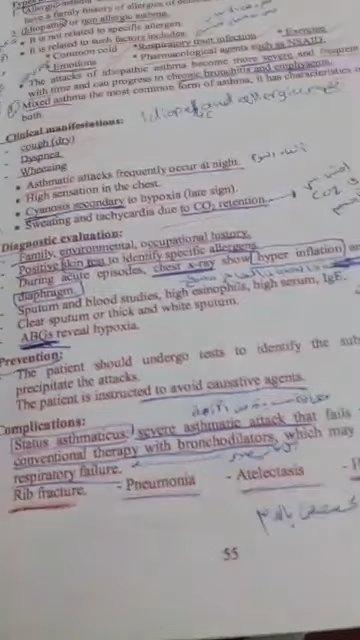 have a family history of allergies
2. Idiopathic or non allergic asthma.
• It is not related to specific allergen.
• It is related to such factors includes:
* Common cold * Respiratory tract infection * Exercise
* Emotions * Pharmacological agents such as NSAID
• The attacks of idiopathic asthma become more severe and frequent
with time and can progress to chronic bronchitis and emphysema.
Mixed asthma the most common form of asthma, it has characteristics of
both.
Clinical manifestations:
- cough (dry)
- Dyspnea
- Wheezing
• Asthmatic attacks frequently occur at night.
• High sensation in the chest.
• Cyanosis secondary to hypoxia (late sign).
• Sweating and tachycardia due to CO2 retention.
CO2
Diagnostic evaluation:
- Family, environmental, occupational history.
- Positive skin test to identify specific allergens.
- During acute episodes, chest x-ray show hyper inflation
diaphragm.
- Sputum and blood studies, high esinophils, high serum, IgE.
- Clear sputum or thick and white sputum.
- ABGs reveal hypoxia.
Prevention:
The patient should undergo tests to identify the
precipitate the attacks.
The patient is instructed to avoid causative agents.
Complications:
Status asthmaticus, severe asthmatic attack that fails
conventional therapy with bronchodilators, which may
respiratory failure.
Rib fracture. - Pneumonia - Atelectasis
55